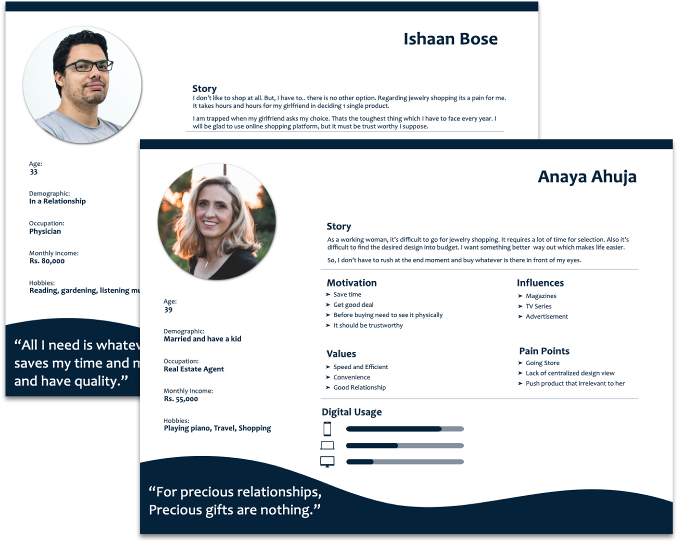 Ishaan Bose
Story
I don't like to shop at all. But, I have to.. there is no other option. Regarding jewelry shopping its a pain for me.
It takes hours and hours for my girlfriend in deciding 1 single product.
I am trapped when my girlfriend asks my choice. Thats the toughest thing which I have to face every year. I
will be glad to use online shopping platform, but it must be trust worthy I suppose.
Age:
33
Demographic:
In a Relationship
Occupation:
Physician
Monthly Income:
Rs. 80,000
Hobbies:
Reading, gardening, listening
“All I need is
saves my time and
and have quality.”
Anaya Ahuja
Story
As a working woman, it's difficult to go for jewelry shopping. It requires a lot of time for selection. Also it's
difficult to find the desired design into budget. I want something better way out which makes life easier.
So, I don't have to rush at the end moment and buy whatever is there in front of my eyes.
Motivation
➤ Save time
➤ Get good deal
➤ Before buying need to see it physically
➤ It should be trustworthy
Influences
➤ Magazines
➤ TV Series
➤ Advertisement
Values
➤ Speed and Efficient
➤ Convenience
➤ Good Relationship
Pain Points
➤ Going Store
➤ Lack of centralized design view
➤ Push product that irrelevant to her
Digital Usage
Age:
39
Demographic:
Married and have a kid
Occupation:
Real Estate Agent
Monthly Income:
Rs. 55,000
Hobbies:
Playing piano, Travel, Shopping
“For precious relationships,
Precious gifts are nothing.”